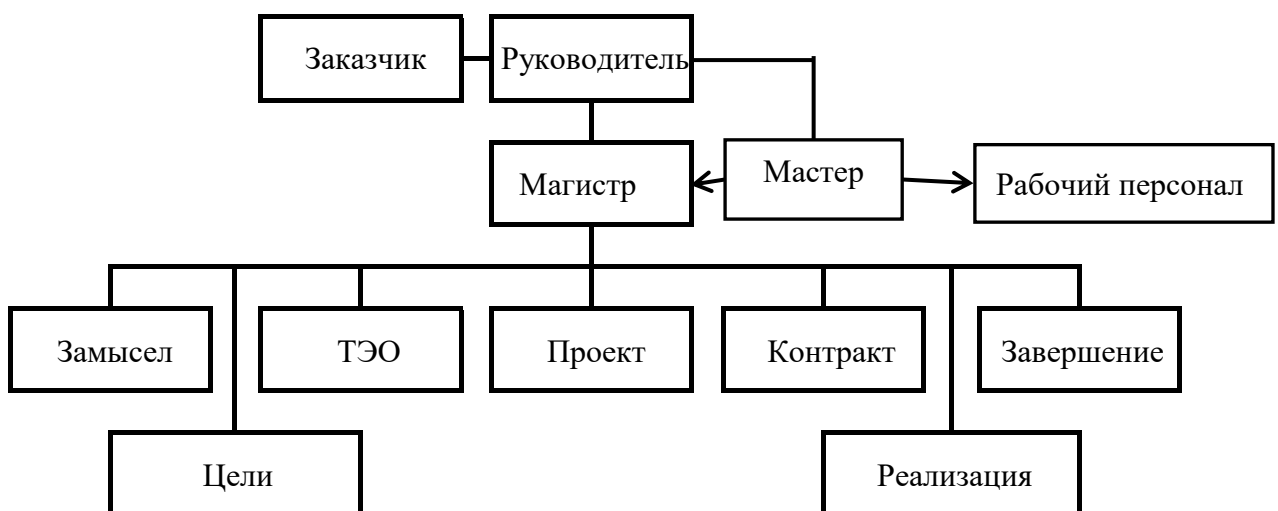 Заказчик
Руководитель
Магистр
Мастер
Рабочий персонал
Замысел
ТЭО
Проект
Контракт
Завершение
Цели
Реализация